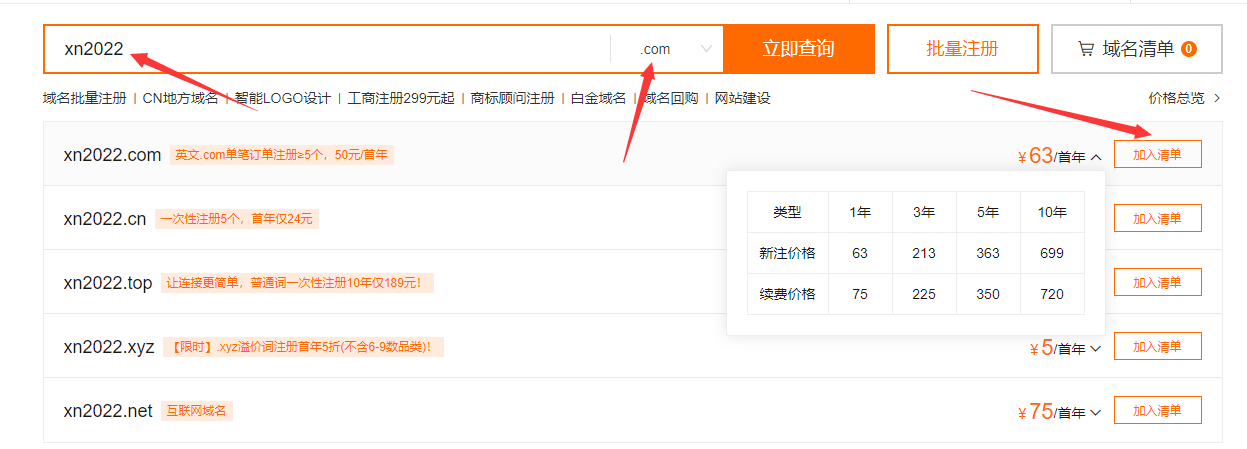 xn2022 .com 立即查询 批量注册 域名清单 0
域名批量注册 | CN地方域名 | 智能LOGO设计 | 工商注册299元起 | 商标顾问注册 | 白金域名 | 域名回购 | 网站建设 价格总览
xn2022.com 英文.com单笔订单注册≥5个，50元/首年 ¥63/首年 加入清单
类型 1年 3年 5年 10年
新注价格 63 213 363 699
续费价格 75 225 350 720
xn2022.cn 一次性注册5个，首年仅24元 加入清单
xn2022.top 让连接更简单，普通词一次性注册10年仅189元！ 加入清单
xn2022.xyz 【限时】.xyz溢价词注册首年5折(不含6-9数品类)！ ¥5/首年 加入清单
xn2022.net 互联网域名 ¥75/首年 加入清单